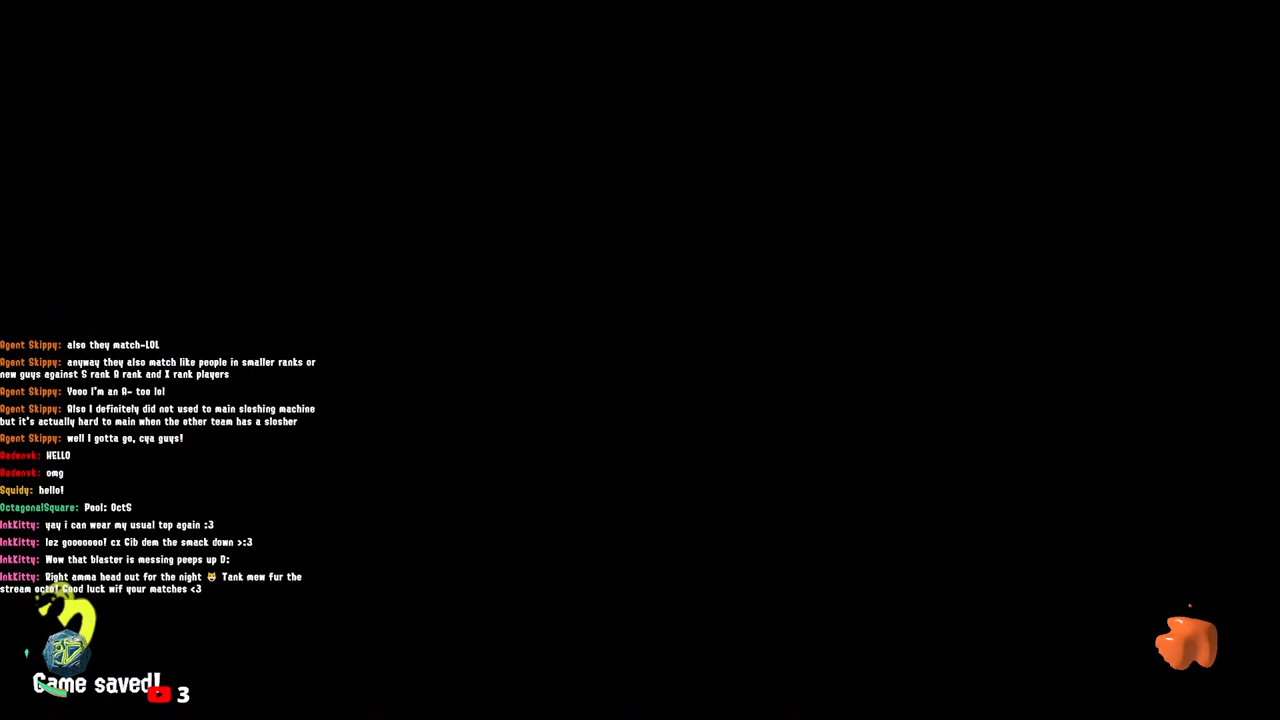 Agent Skippy: also they match-LOL
Agent Skippy: anyway they also match like people in smaller ranks or
new guys against S rank A rank and X rank players
Agent Skippy: Yooo I'm an A- too lol
Agent Skippy: Also I definitely did not used to main sloshing machine
but it's actually hard to main when the other team has a slosher
Agent Skippy: well I gotta go, cya guys!
Aadenvk: HELLO
Aadenvk: omg
Squidy: hello!
OctagonalSquare: Pool: OctS
InkKitty: yay i can wear my usual top again :3
InkKitty: lez gooooooo! cx Gib dem the smack down >:3
InkKitty: Wow that blaster is messing peeps up D:
InkKitty: Right amma head out for the night 😺 Tank mew fur the
stream octo! Good luck wif your matches <3
Game saved!
3